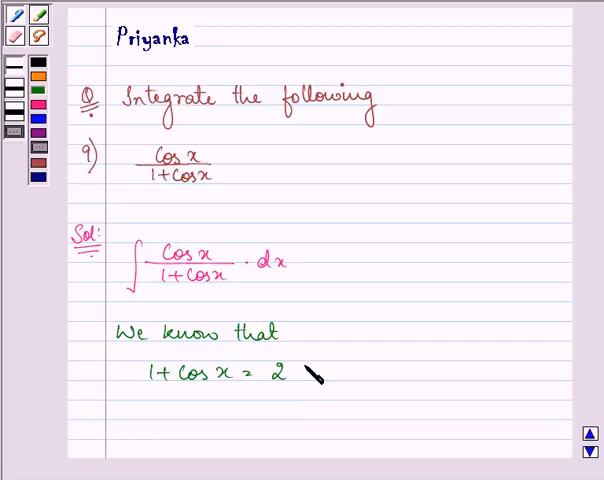 Priyanka
Q Integrate the following
9) Cos x / 1 + Cos x
Sol: ∫ Cos x / 1 + Cos x . dx
We know that
1 + Cos x = 2